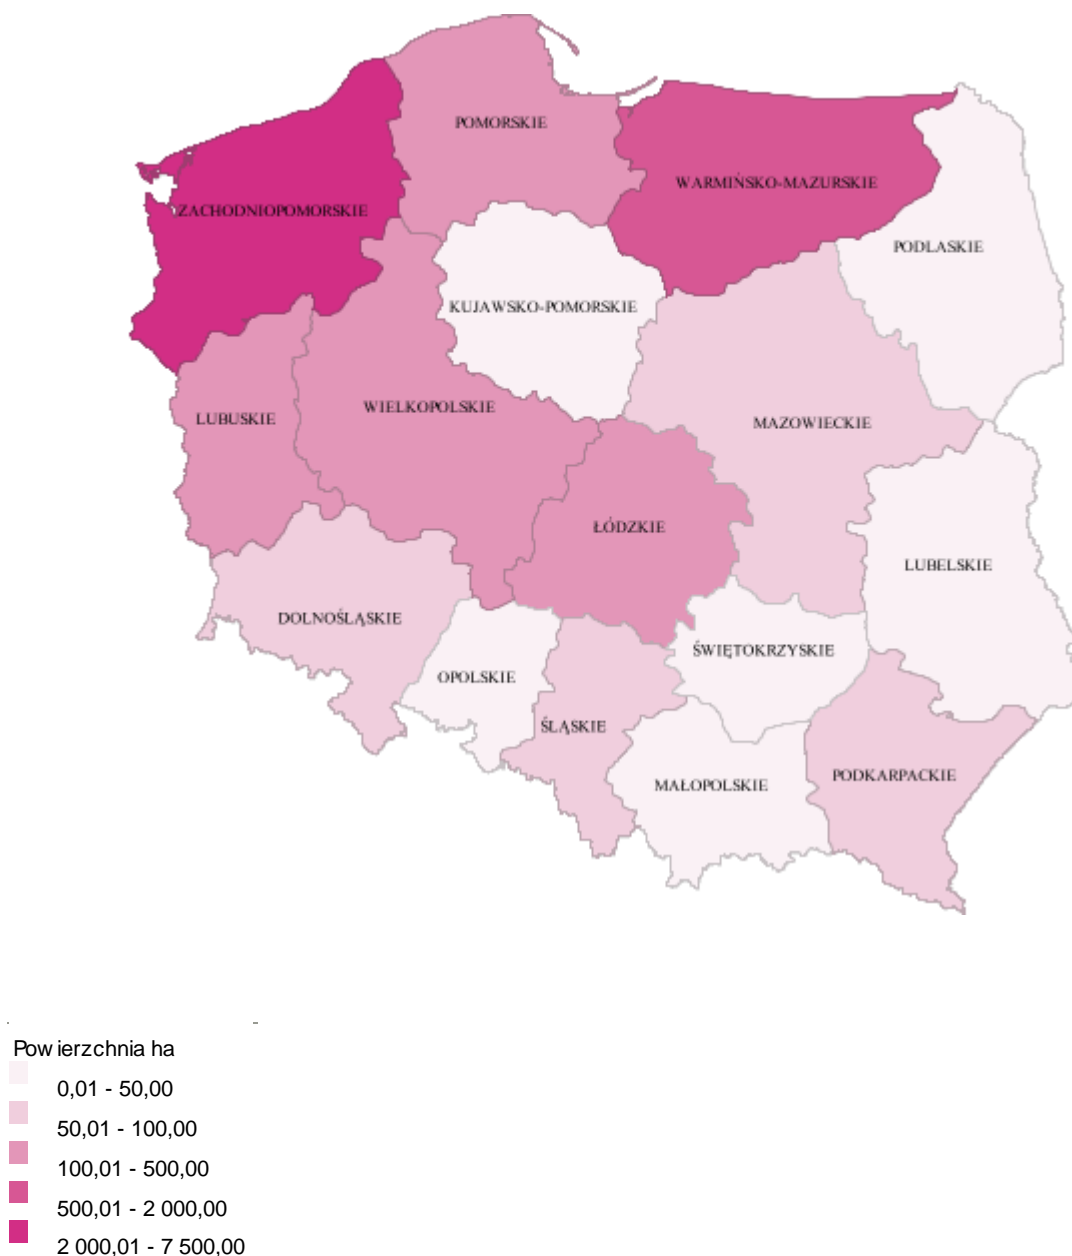 POMORSKIE
WARMIŃSKO-MAZURSKIE
ZACHODNIOPOMORSKIE
PODLASKIE
KUJAWSKO-POMORSKIE
WIELKOPOLSKIE
LUBUSKIE
MAZOWIECKIE
ŁÓDZKIE
LUBELSKIE
DOLNOŚLĄSKIE
ŚWIĘTOKRZYSKIE
OPOLSKIE
ŚLĄSKIE
PODKARPACKIE
MAŁOPOLSKIE
Powierzchnia ha
0,01 - 50,00
50,01 - 100,00
100,01 - 500,00
500,01 - 2 000,00
2 000,01 - 7 500,00